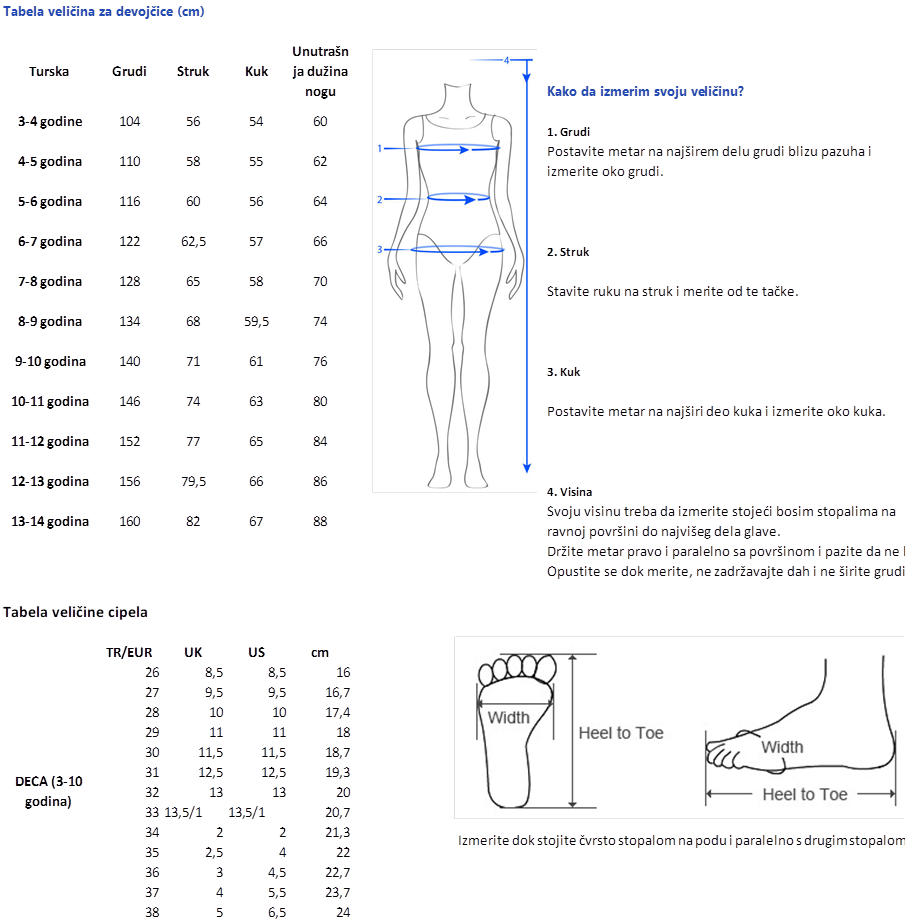 Tabela veličina za devojčice (cm)
Turska Grudi Struk Kuk Unutrašn
ja dužina
nogu
3-4 godine 104 56 54 60
4-5 godina 110 58 55 62
5-6 godina 116 60 56 64
6-7 godina 122 62,5 57 66
7-8 godina 128 65 58 70
8-9 godina 134 68 59,5 74
9-10 godina 140 71 61 76
10-11 godina 146 74 63 80
11-12 godina 152 77 65 84
12-13 godina 156 79,5 66 86
13-14 godina 160 82 67 88
4
1
2
3
Kako da izmerim svoju veličinu?
1. Grudi
Postavite metar na najširem delu grudi blizu pazuha i
izmerite oko grudi.
2. Struk
Stavite ruku na struk i merite od te tačke.
3. Kuk
Postavite metar na najširi deo kuka i izmerite oko kuka.
4. Visina
Svoju visinu treba da izmerite stojeći bosim stopalima na
ravnoj površini do najvišeg dela glave.
Držite metar pravo i paralelno sa površinom i pazite da ne
Opustite se dok merite, ne zadržavajte dah i ne širite grudi
Tabela veličine cipela
TR/EUR UK US cm
DECA (3-10
godina)
26 8,5 8,5 16
27 9,5 9,5 16,7
28 10 10 17,4
29 11 11 18
30 11,5 11,5 18,7
31 12,5 12,5 19,3
32 13 13 20
33 13,5/1 13,5/1 20,7
34 2 2 21,3
35 2,5 4 22
36 3 4,5 22,7
37 4 5,5 23,7
38 5 6,5 24
Width
Heel to Toe
Width
Heel to Toe
Izmerite dok stojite čvrsto stopalom na podu i paralelno s drugim stopalom